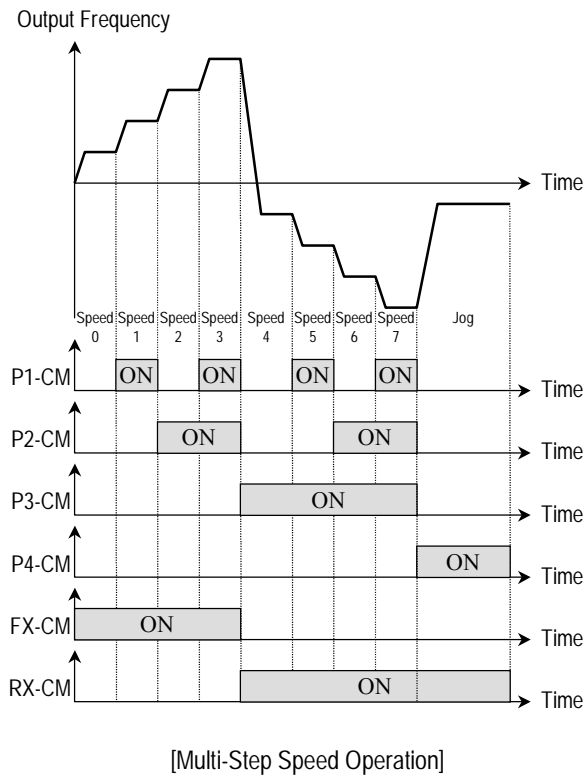 Output Frequency
Time
Time
Speed 0
Speed 1
Speed 2
Speed 3
Speed 4
Speed 5
Speed 6
Speed 7
Jog
P1-CM
ON
ON
ON
ON
Time
P2-CM
ON
ON
Time
P3-CM
ON
Time
P4-CM
ON
Time
FX-CM
ON
Time
RX-CM
ON
Time
[Multi-Step Speed Operation]